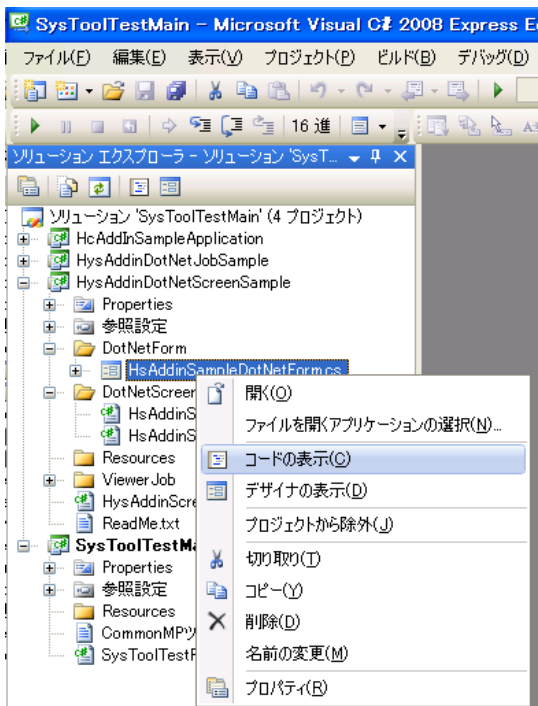 SysToolTestMain - Microsoft Visual C# 2008 Express E
ファイル(F) 編集(E) 表示(V) プロジェクト(P) ビルド(B) デバッグ(D)
16 進
ソリューション エクスプローラ - ソリューション 'SysT...
ソリューション 'SysToolTestMain' (4 プロジェクト)
HcAddInSampleApplication
HysAddinDotNetJobSample
HysAddinDotNetScreenSample
Properties
参照設定
DotNetForm
HsAddinSampleDotNetForm.cs
DotNetScreen
HsAddinS
HsAddinS
Resources
ViewerJob
HysAddinScre
ReadMe.txt
SysToolTestMa
Properties
参照設定
Resources
CommonMPツ
SysToolTestF
開く(O)
ファイルを開くアプリケーションの選択(N)...
コードの表示(C)
デザイナの表示(D)
プロジェクトから除外(J)
切り取り(T)
コピー(Y)
削除(D)
名前の変更(M)
プロパティ(R)